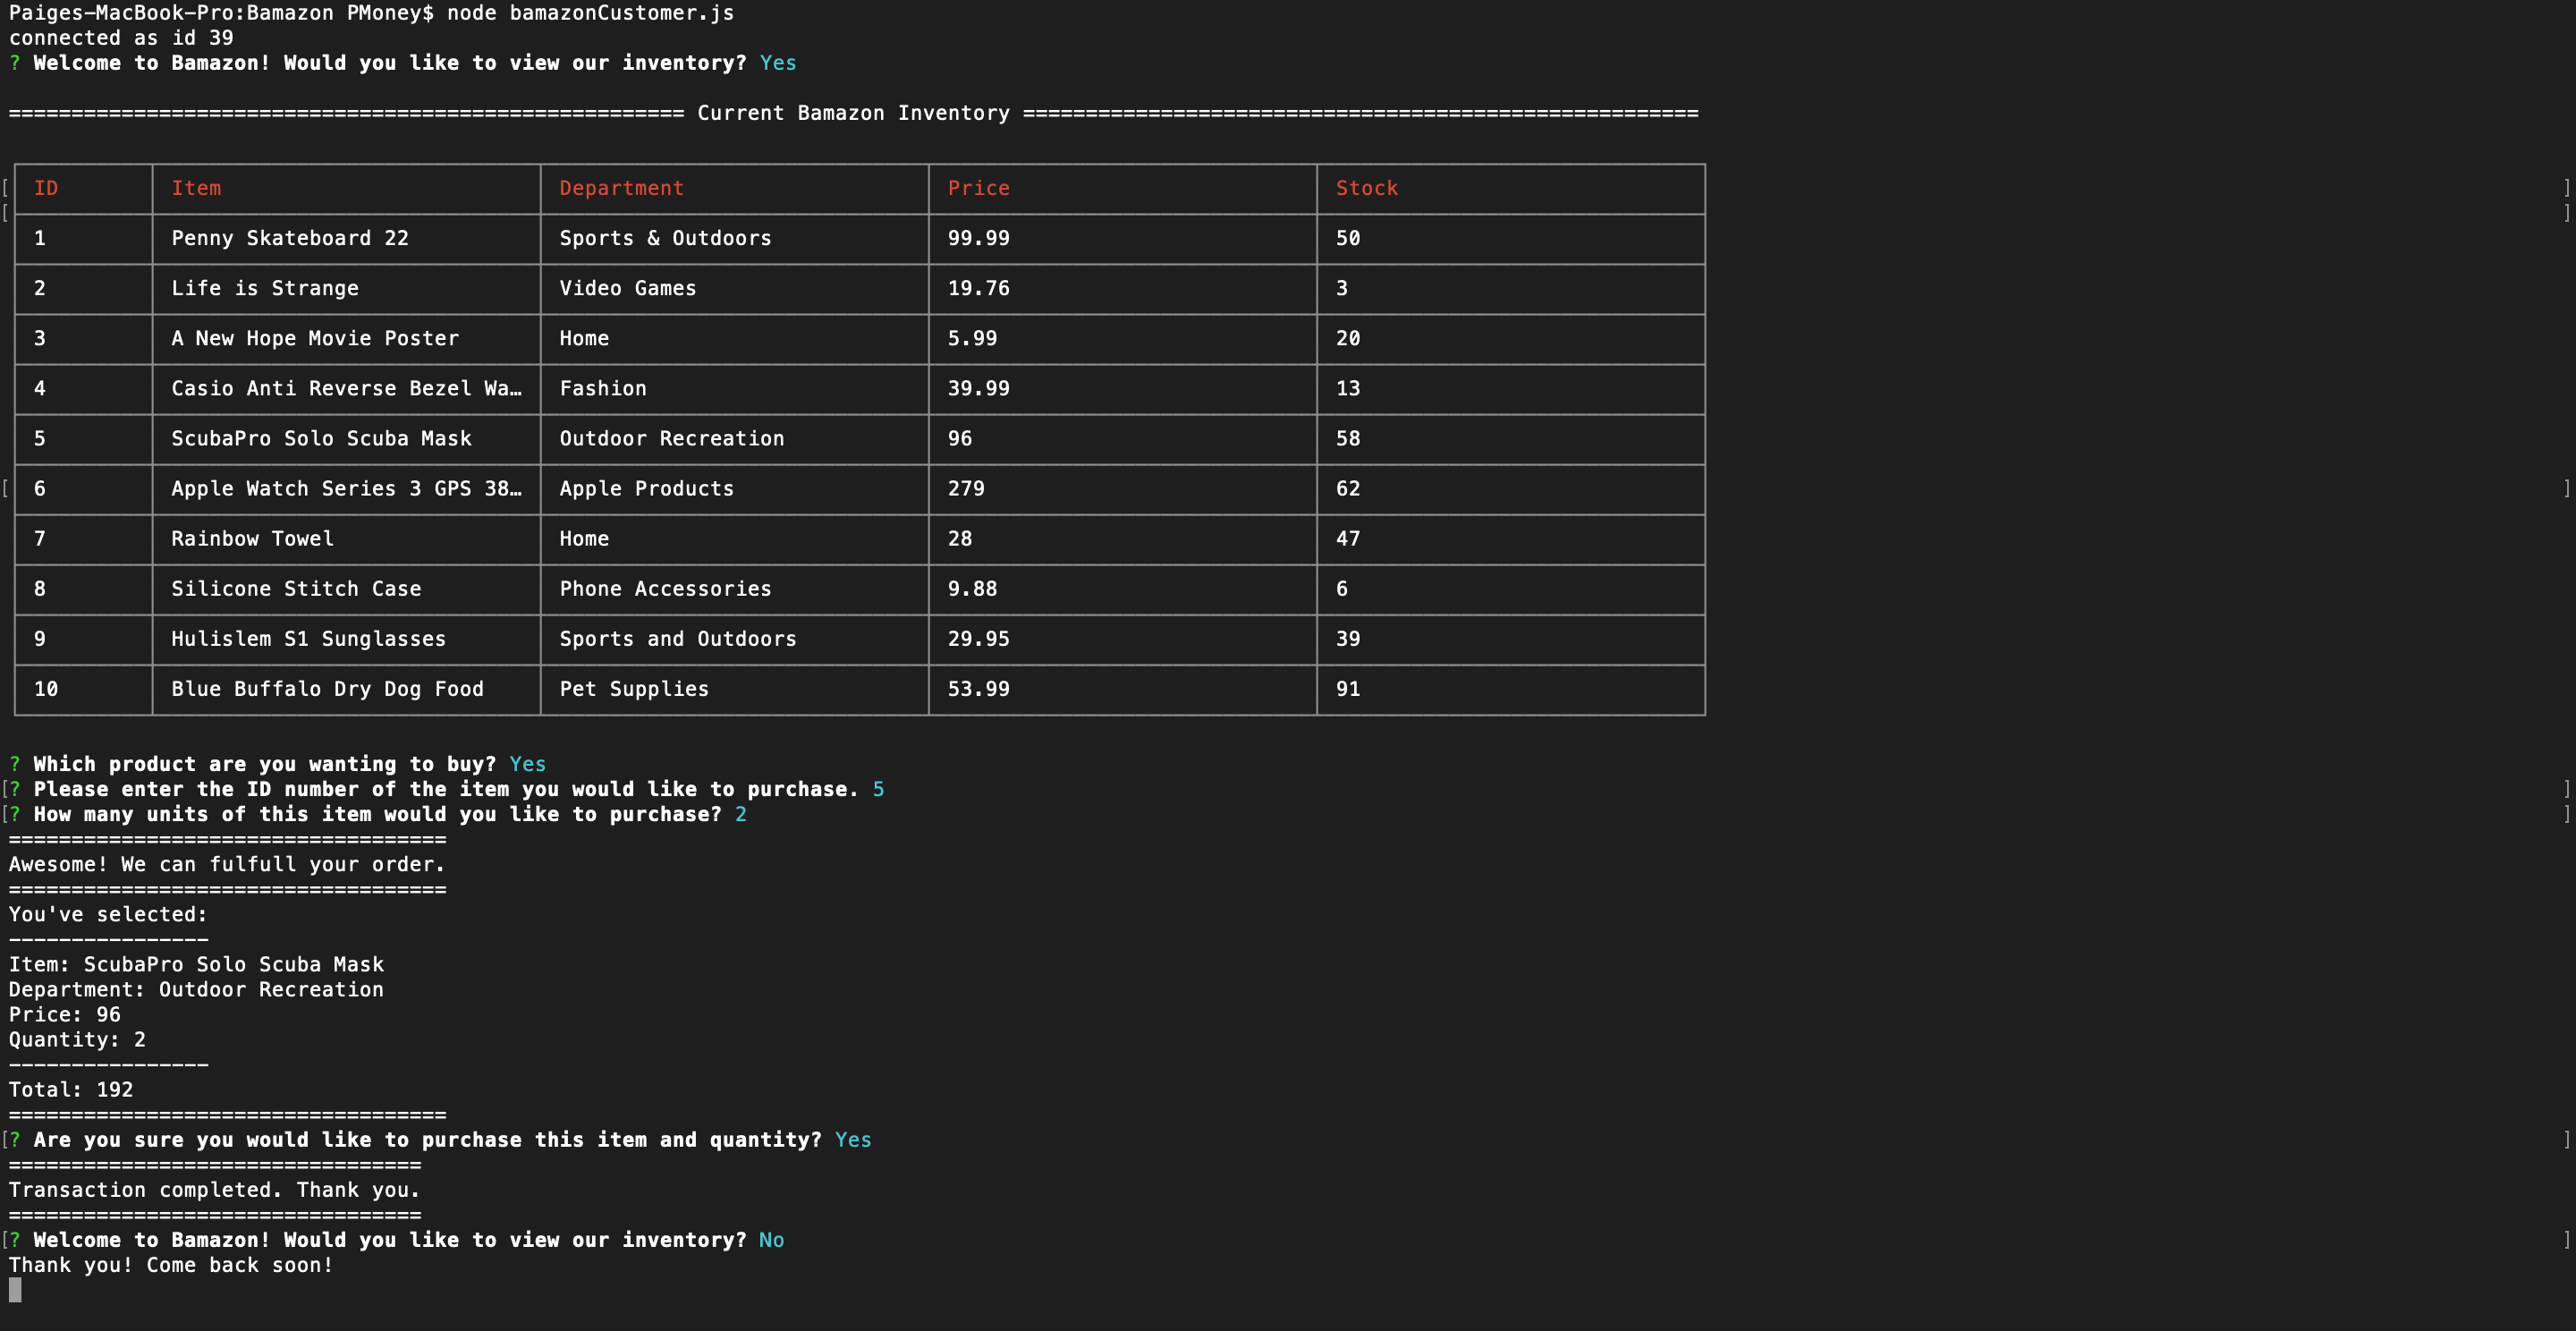 Paiges-MacBook-Pro:Bamazon PMoney$ node bamazonCustomer.js
connected as id 39
? Welcome to Bamazon! Would you like to view our inventory? Yes
====================================================== Current Bamazon Inventory ======================================================
ID Item Department Price Stock
1 Penny Skateboard 22 Sports & Outdoors 99.99 50
2 Life is Strange Video Games 19.76 3
3 A New Hope Movie Poster Home 5.99 20
4 Casio Anti Reverse Bezel Wa… Fashion 39.99 13
5 ScubaPro Solo Scuba Mask Outdoor Recreation 96 58
6 Apple Watch Series 3 GPS 38… Apple Products 279 62
7 Rainbow Towel Home 28 47
8 Silicone Stitch Case Phone Accessories 9.88 6
9 Hulislem S1 Sunglasses Sports and Outdoors 29.95 39
10 Blue Buffalo Dry Dog Food Pet Supplies 53.99 91
? Which product are you wanting to buy? Yes
[? Please enter the ID number of the item you would like to purchase. 5 ]
[? How many units of this item would you like to purchase? 2 ]
===================================
Awesome! We can fulfull your order.
===================================
You've selected:
----------------
Item: ScubaPro Solo Scuba Mask
Department: Outdoor Recreation
Price: 96
Quantity: 2
----------------
Total: 192
===================================
[? Are you sure you would like to purchase this item and quantity? Yes ]
=================================
Transaction completed. Thank you.
=================================
[? Welcome to Bamazon! Would you like to view our inventory? No ]
Thank you! Come back soon!